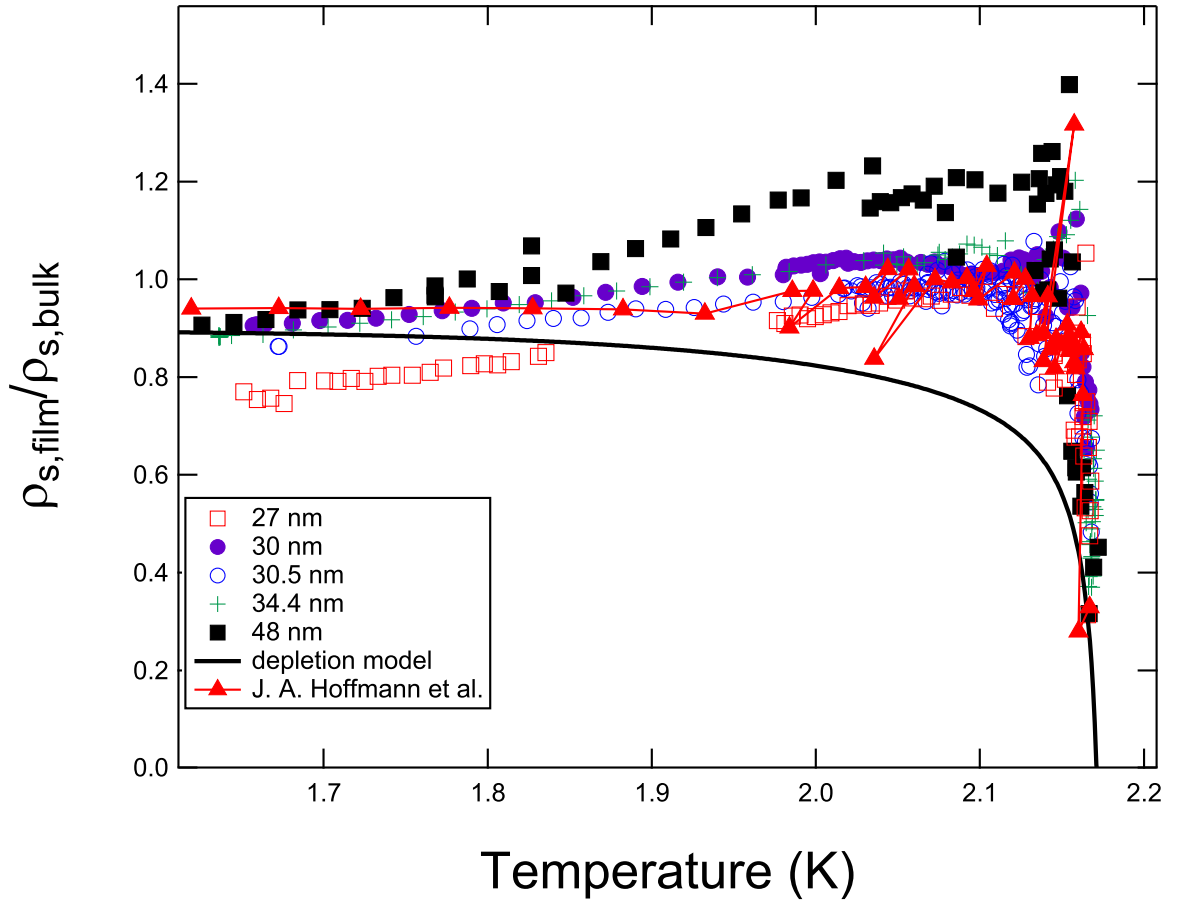 ρs,film/ρs,bulk
1.4
1.2
1.0
0.8
0.6
0.4
0.2
0.0
27 nm
30 nm
30.5 nm
34.4 nm
48 nm
depletion model
J. A. Hoffmann et al.
1.7 1.8 1.9 2.0 2.1 2.2
Temperature (K)